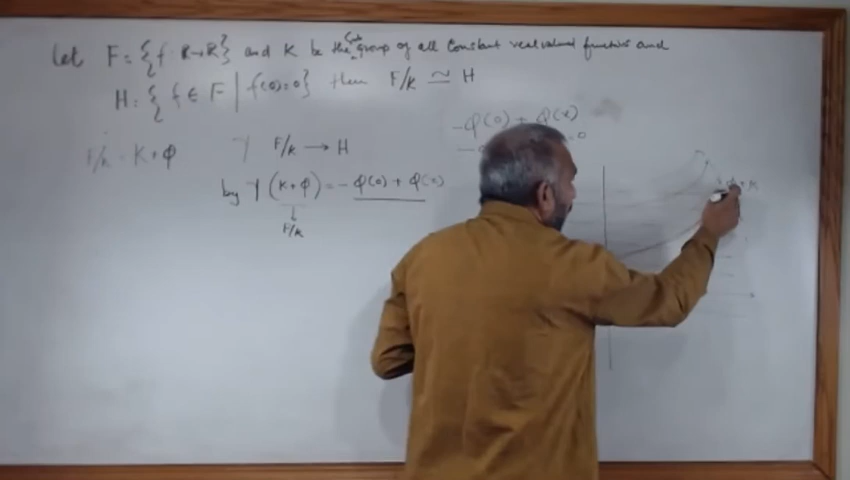 Let F = {f R→R} and K be the Sub group of all Constant real valued functions and
H = { f ∈ F | f(0)=0} then F/K ≅ H
-φ(0) + φ(x)
F/K = K+φ F/K → H
by γ (K+φ) = -φ(0) + φ(0)
↓
F/K